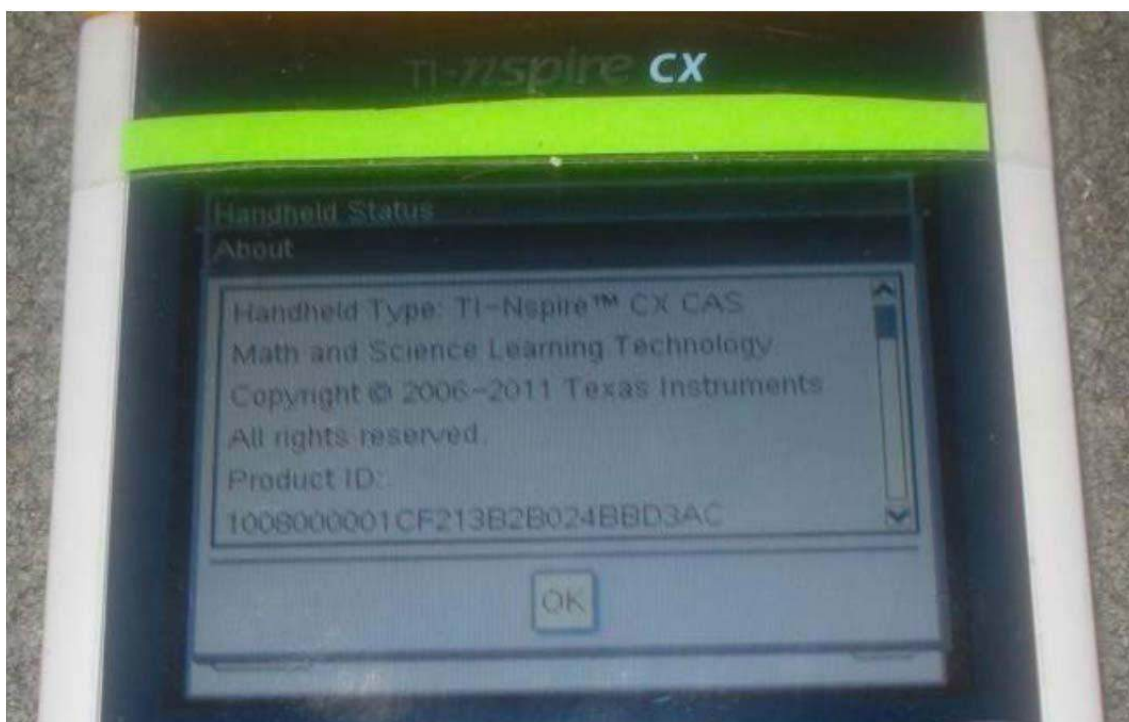 TI-nspire CX
Handheld Status
About
Handheld Type: TI-Nspire™ CX CAS
Math and Science Learning Technology
Copyright © 2006-2011 Texas Instruments
All rights reserved.
Product ID:
1008000001CF213B2B024BBD3AC
OK